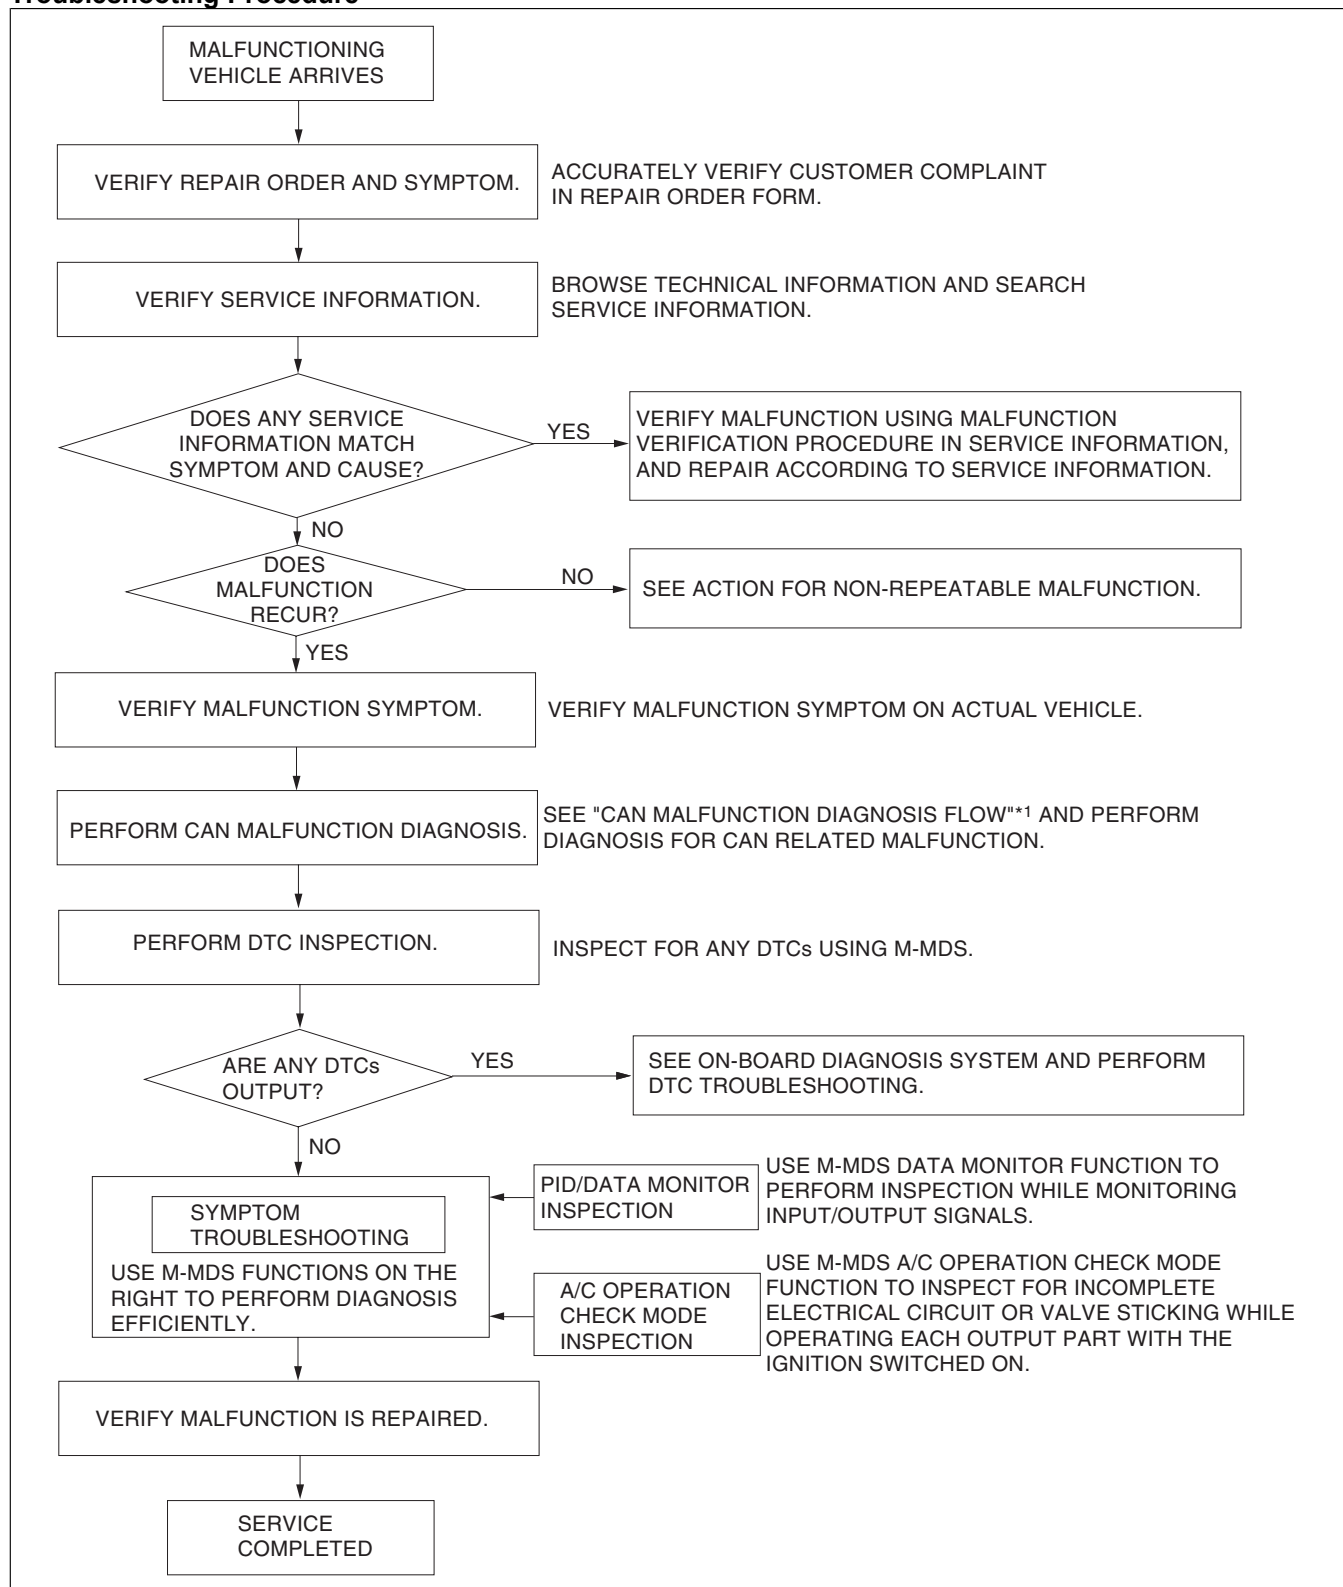 Troubleshooting Procedure
MALFUNCTIONING
VEHICLE ARRIVES
VERIFY REPAIR ORDER AND SYMPTOM.
ACCURATELY VERIFY CUSTOMER COMPLAINT
IN REPAIR ORDER FORM.
VERIFY SERVICE INFORMATION.
BROWSE TECHNICAL INFORMATION AND SEARCH
SERVICE INFORMATION.
DOES ANY SERVICE
INFORMATION MATCH
SYMPTOM AND CAUSE?
YES
VERIFY MALFUNCTION USING MALFUNCTION
VERIFICATION PROCEDURE IN SERVICE INFORMATION,
AND REPAIR ACCORDING TO SERVICE INFORMATION.
NO
DOES
MALFUNCTION
RECUR?
NO
SEE ACTION FOR NON-REPEATABLE MALFUNCTION.
YES
VERIFY MALFUNCTION SYMPTOM.
VERIFY MALFUNCTION SYMPTOM ON ACTUAL VEHICLE.
PERFORM CAN MALFUNCTION DIAGNOSIS.
SEE "CAN MALFUNCTION DIAGNOSIS FLOW"*1 AND PERFORM
DIAGNOSIS FOR CAN RELATED MALFUNCTION.
PERFORM DTC INSPECTION.
INSPECT FOR ANY DTCs USING M-MDS.
ARE ANY DTCs
OUTPUT?
YES
SEE ON-BOARD DIAGNOSIS SYSTEM AND PERFORM
DTC TROUBLESHOOTING.
NO
SYMPTOM
TROUBLESHOOTING
USE M-MDS FUNCTIONS ON THE
RIGHT TO PERFORM DIAGNOSIS
EFFICIENTLY.
PID/DATA MONITOR
INSPECTION
USE M-MDS DATA MONITOR FUNCTION TO
PERFORM INSPECTION WHILE MONITORING
INPUT/OUTPUT SIGNALS.
A/C OPERATION
CHECK MODE
INSPECTION
USE M-MDS A/C OPERATION CHECK MODE
FUNCTION TO INSPECT FOR INCOMPLETE
ELECTRICAL CIRCUIT OR VALVE STICKING WHILE
OPERATING EACH OUTPUT PART WITH THE
IGNITION SWITCHED ON.
VERIFY MALFUNCTION IS REPAIRED.
SERVICE
COMPLETED